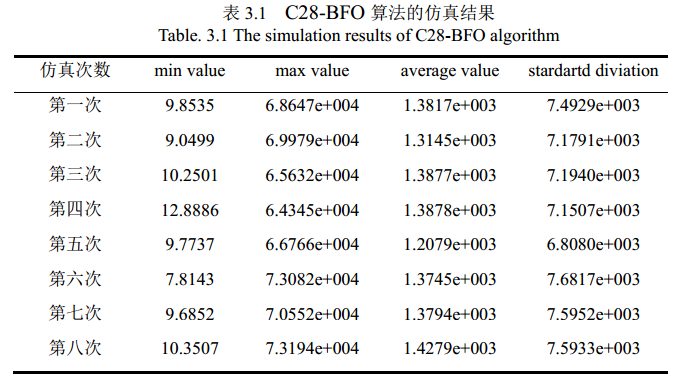 表 3.1 C28-BFO 算法的仿真结果
Table. 3.1 The simulation results of C28-BFO algorithm
仿真次数 min value max value average value stardartd diviation
第一次 9.8535 6.8647e+004 1.3817e+003 7.4929e+003
第二次 9.0499 6.9979e+004 1.3145e+003 7.1791e+003
第三次 10.2501 6.5632e+004 1.3877e+003 7.1940e+003
第四次 12.8886 6.4345e+004 1.3878e+003 7.1507e+003
第五次 9.7737 6.6766e+004 1.2079e+003 6.8080e+003
第六次 7.8143 7.3082e+004 1.3745e+003 7.6817e+003
第七次 9.6852 7.0552e+004 1.3794e+003 7.5952e+003
第八次 10.3507 7.3194e+004 1.4279e+003 7.5933e+003